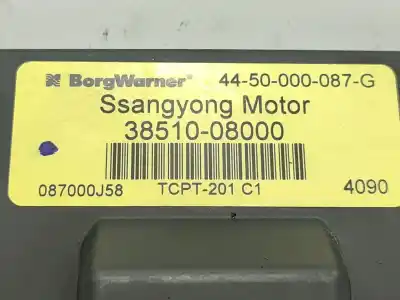 BorgWarner 44-50-000-087-G
Ssangyong Motor
38510-08000
087000J58 TCPT-201 C1 4090